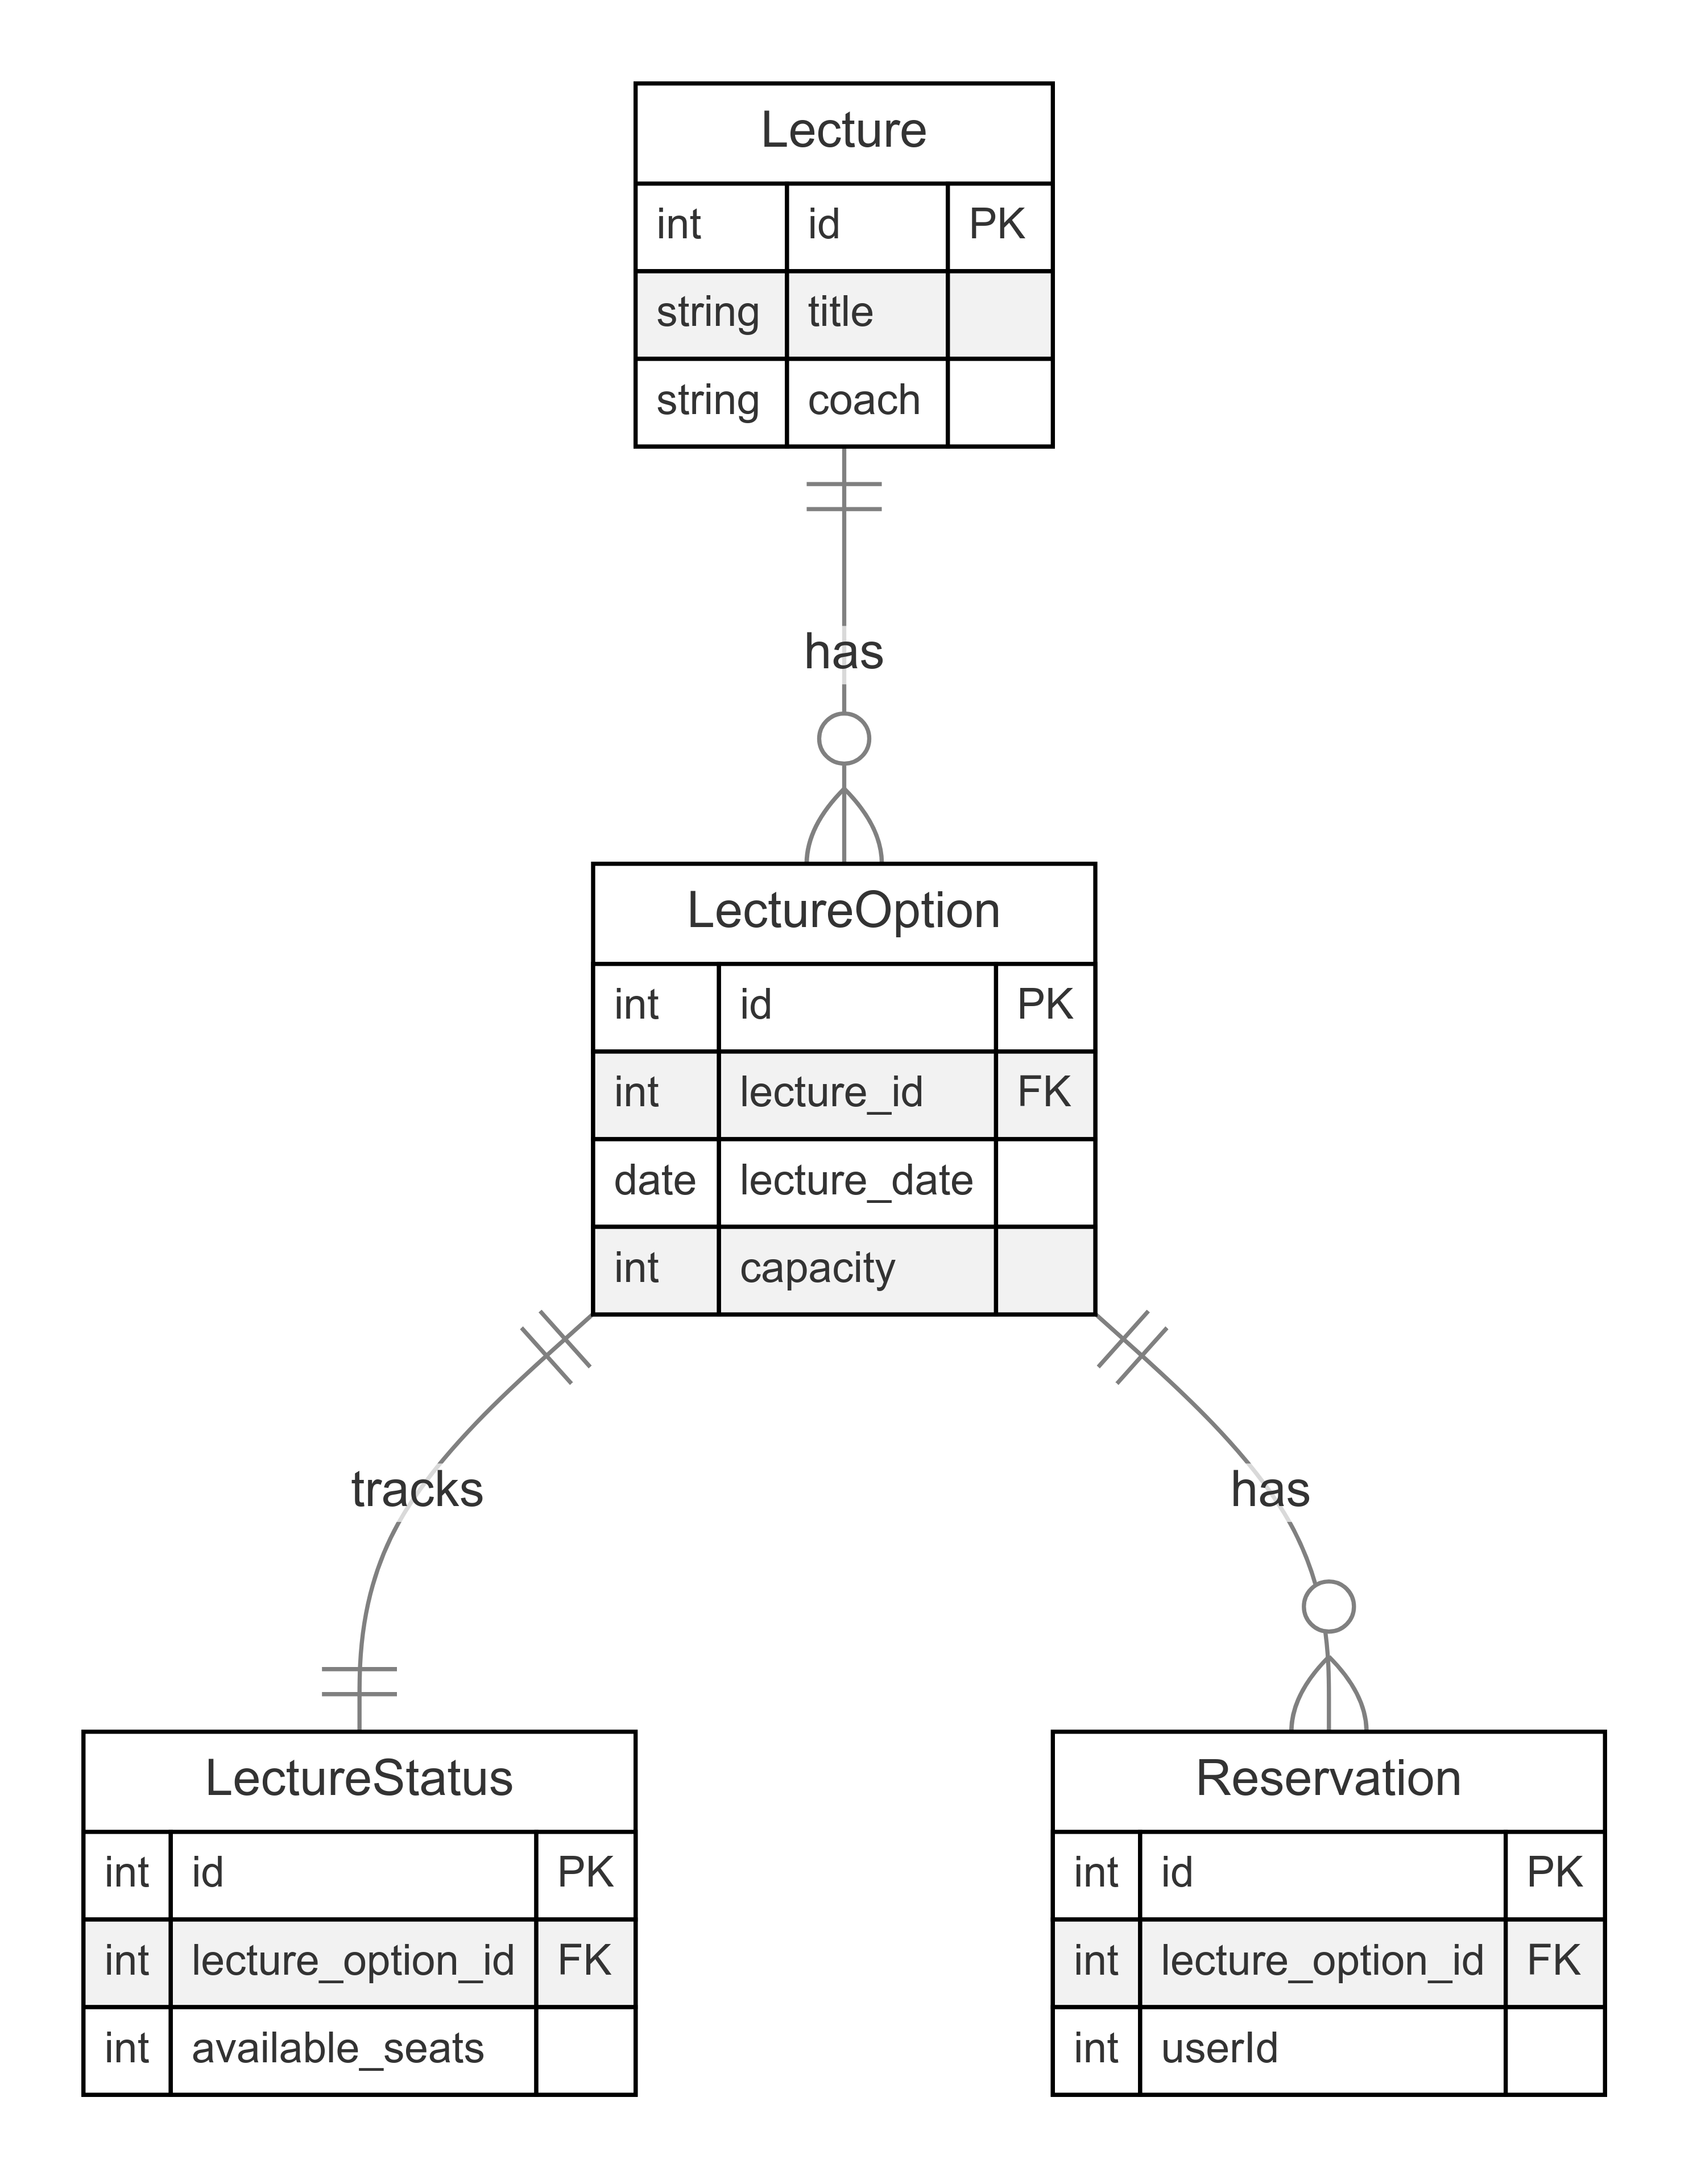 Lecture
int id PK
string title
string coach
has
LectureOption
int id PK
int lecture_id FK
date lecture_date
int capacity
tracks
has
LectureStatus
int id PK
int lecture_option_id FK
int available_seats
Reservation
int id PK
int lecture_option_id FK
int userId